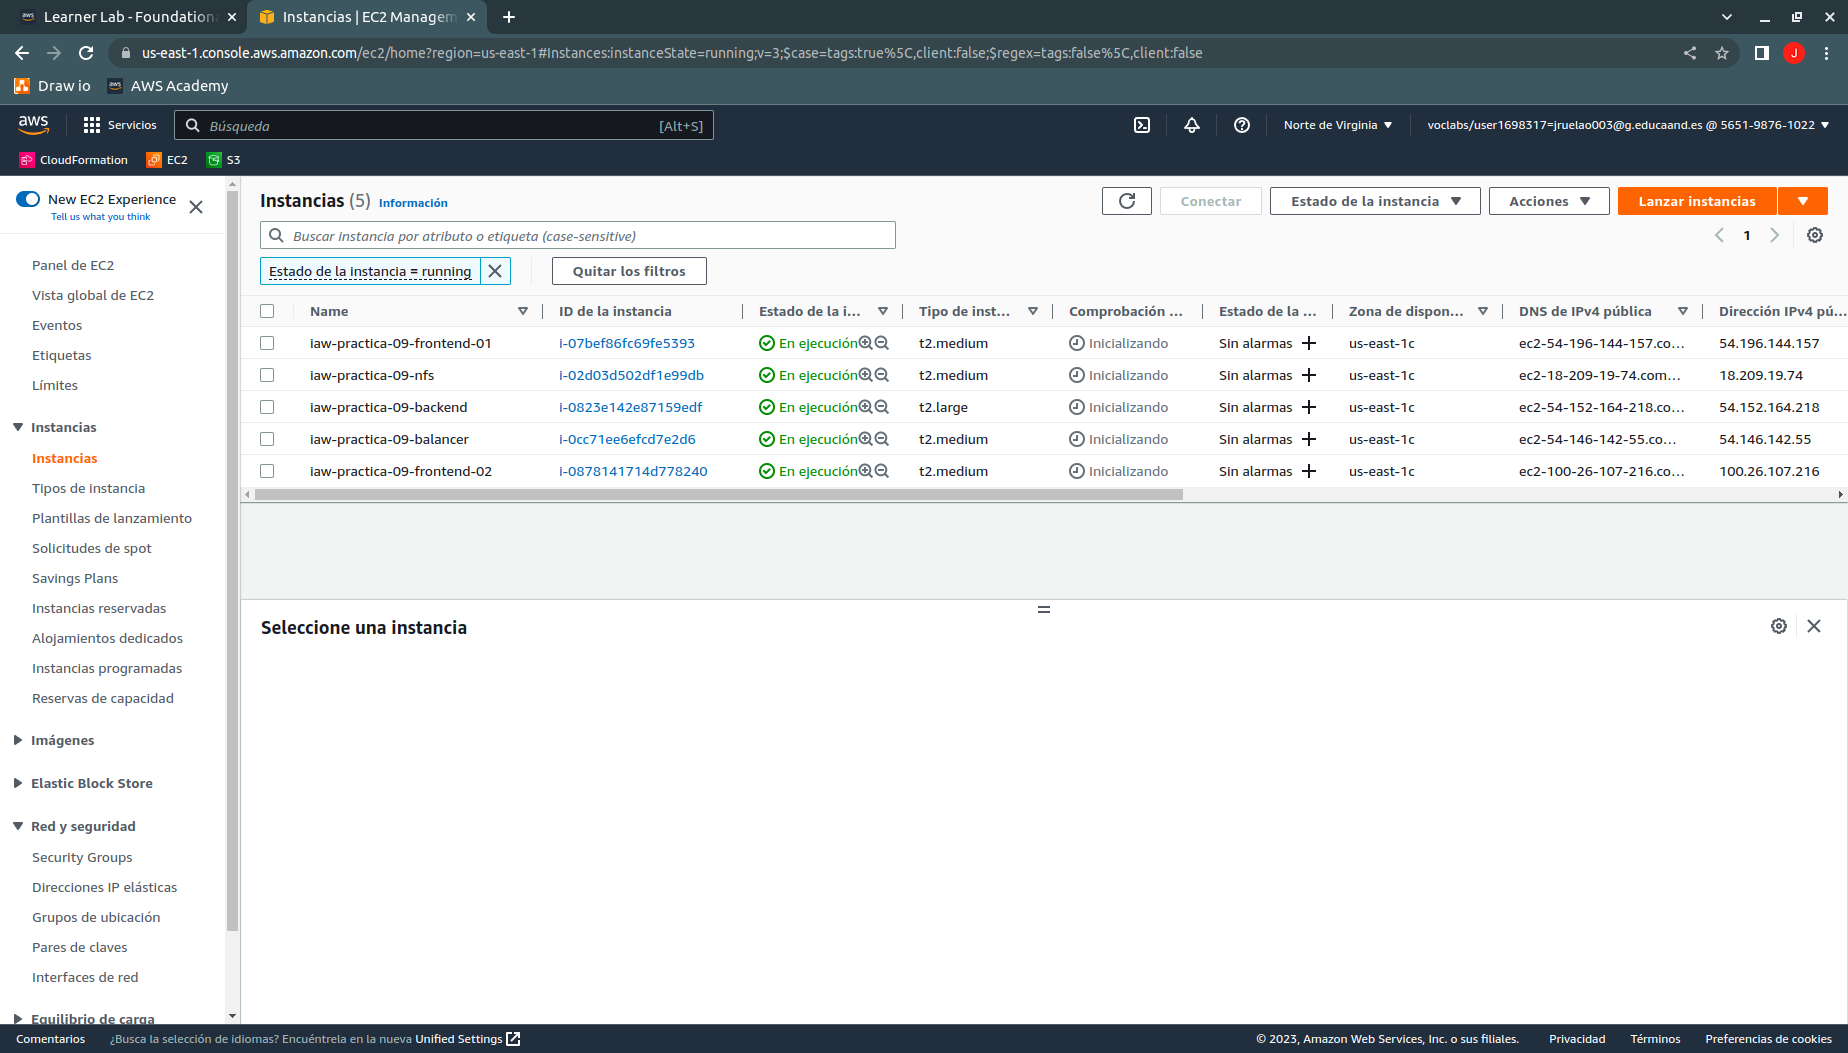 Learner Lab - Foundation
Instancias | EC2 Managem
us-east-1.console.aws.amazon.com/ec2/home?region=us-east-1#Instances:instanceState=running;v=3;$case=tags:true%5C,client:false;$regex=tags:false%5C,client:false
J
Draw io
AWS Academy
aws
Servicios
Búsqueda
[Alt+S]
Norte de Virginia
voclabs/user1698317=jruelao003@g.educaand.es @ 5651-9876-1022
CloudFormation
EC2
S3
New EC2 Experience
Tell us what you think
Panel de EC2
Vista global de EC2
Eventos
Etiquetas
Límites
Instancias
Instancias
Tipos de instancia
Plantillas de lanzamiento
Solicitudes de spot
Savings Plans
Instancias reservadas
Alojamientos dedicados
Instancias programadas
Reservas de capacidad
Imágenes
Elastic Block Store
Red y seguridad
Security Groups
Direcciones IP elásticas
Grupos de ubicación
Pares de claves
Interfaces de red
Equilibrio de carga
Instancias (5) Información
Conectar
Estado de la instancia
Acciones
Lanzar instancias
Buscar instancia por atributo o etiqueta (case-sensitive)
1
Estado de la instancia = running
Quitar los filtros
Name ID de la instancia Estado de la i... Tipo de inst... Comprobación ... Estado de la ... Zona de dispon... DNS de IPv4 pública Dirección IPv4 pú...
iaw-practica-09-frontend-01 i-07bef86fc69fe5393 En ejecución t2.medium Inicializando Sin alarmas us-east-1c ec2-54-196-144-157.co... 54.196.144.157
iaw-practica-09-nfs i-02d03d502df1e99db En ejecución t2.medium Inicializando Sin alarmas us-east-1c ec2-18-209-19-74.com... 18.209.19.74
iaw-practica-09-backend i-0823e142e87159edf En ejecución t2.large Inicializando Sin alarmas us-east-1c ec2-54-152-164-218.co... 54.152.164.218
iaw-practica-09-balancer i-0cc71ee6efcd7e2d6 En ejecución t2.medium Inicializando Sin alarmas us-east-1c ec2-54-146-142-55.co... 54.146.142.55
iaw-practica-09-frontend-02 i-0878141714d778240 En ejecución t2.medium Inicializando Sin alarmas us-east-1c ec2-100-26-107-216.co... 100.26.107.216
Seleccione una instancia
Comentarios
¿Busca la selección de idiomas? Encuéntrela en la nueva Unified Settings
© 2023, Amazon Web Services, Inc. o sus filiales.
Privacidad
Términos
Preferencias de cookies